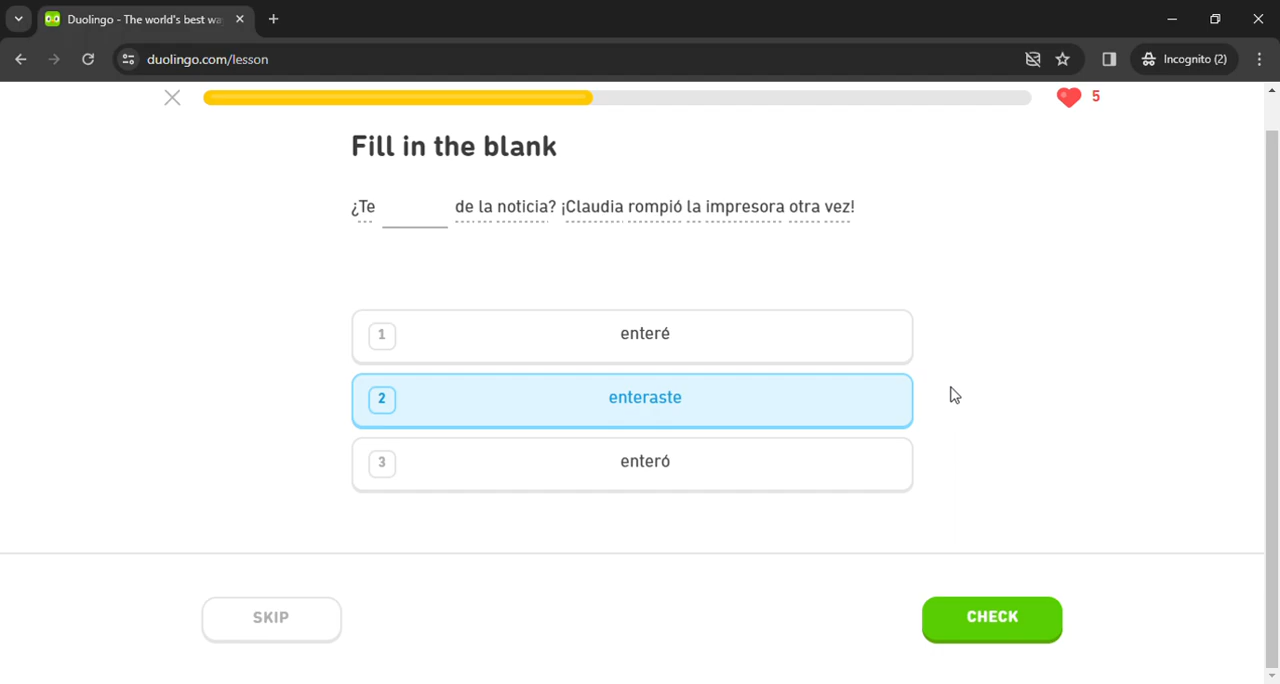 Duolingo - The world's best wa
duolingo.com/lesson
Incognito (2)
5
Fill in the blank
¿Te ______ de la noticia? ¡Claudia rompió la impresora otra vez!
1 enteré
2 enteraste
3 enteró
SKIP
CHECK